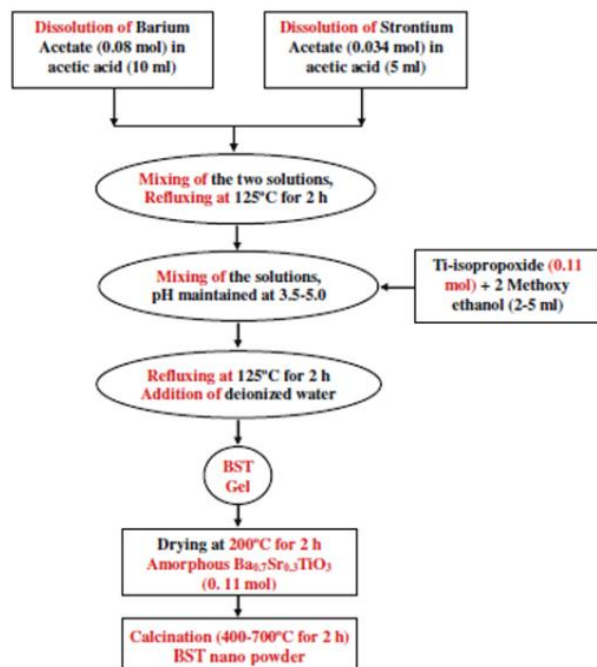 Dissolution of Barium
Acetate (0.08 mol) in
acetic acid (10 ml)
Dissolution of Strontium
Acetate (0.034 mol) in
acetic acid (5 ml)
Mixing of the two solutions,
Refluxing at 125ºC for 2 h
Mixing of the solutions,
pH maintained at 3.5-5.0
Ti-isopropoxide (0.11
mol) + 2 Methoxy
ethanol (2-5 ml)
Refluxing at 125ºC for 2 h
Addition of deionized water
BST
Gel
Drying at 200ºC for 2 h
Amorphous Ba₀.₇Sr₀.₃TiO₃
(0. 11 mol)
Calcination (400-700ºC for 2 h)
BST nano powder